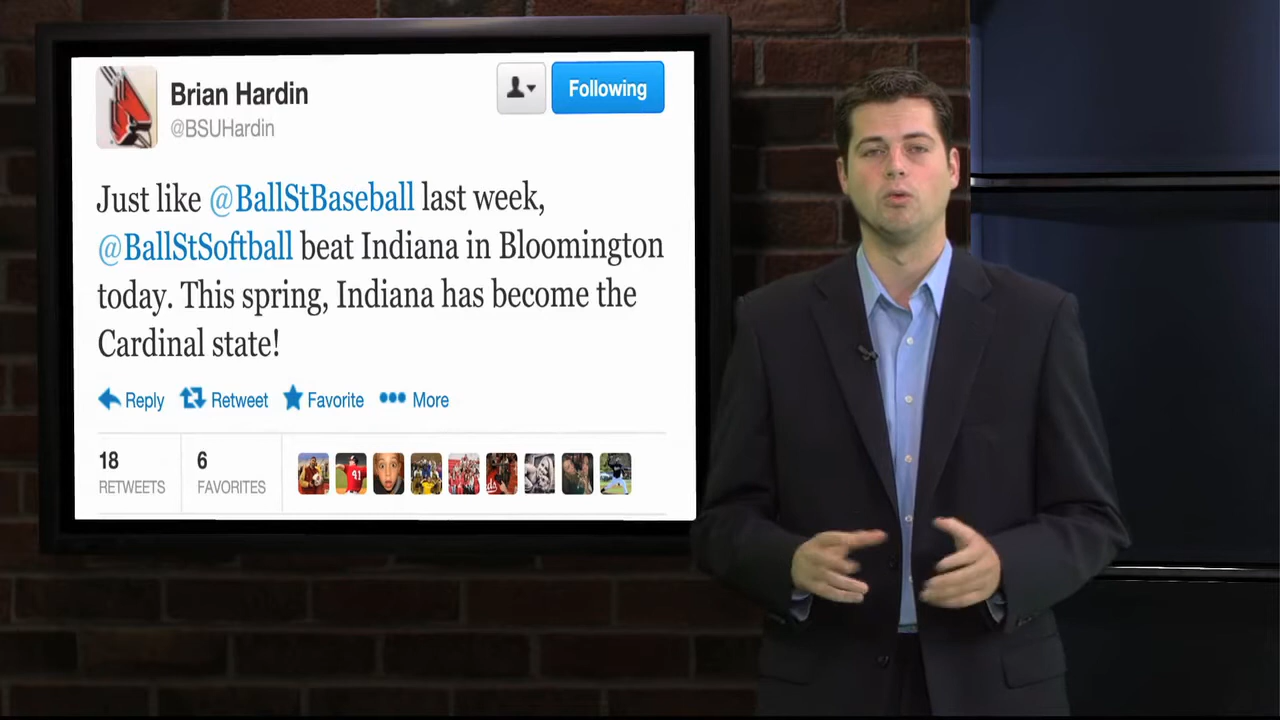 Brian Hardin
@BSUHardin
Following
Just like @BallStBaseball last week,
@BallStSoftball beat Indiana in Bloomington
today. This spring, Indiana has become the
Cardinal state!
Reply Retweet Favorite More
18 6
RETWEETS FAVORITES
41